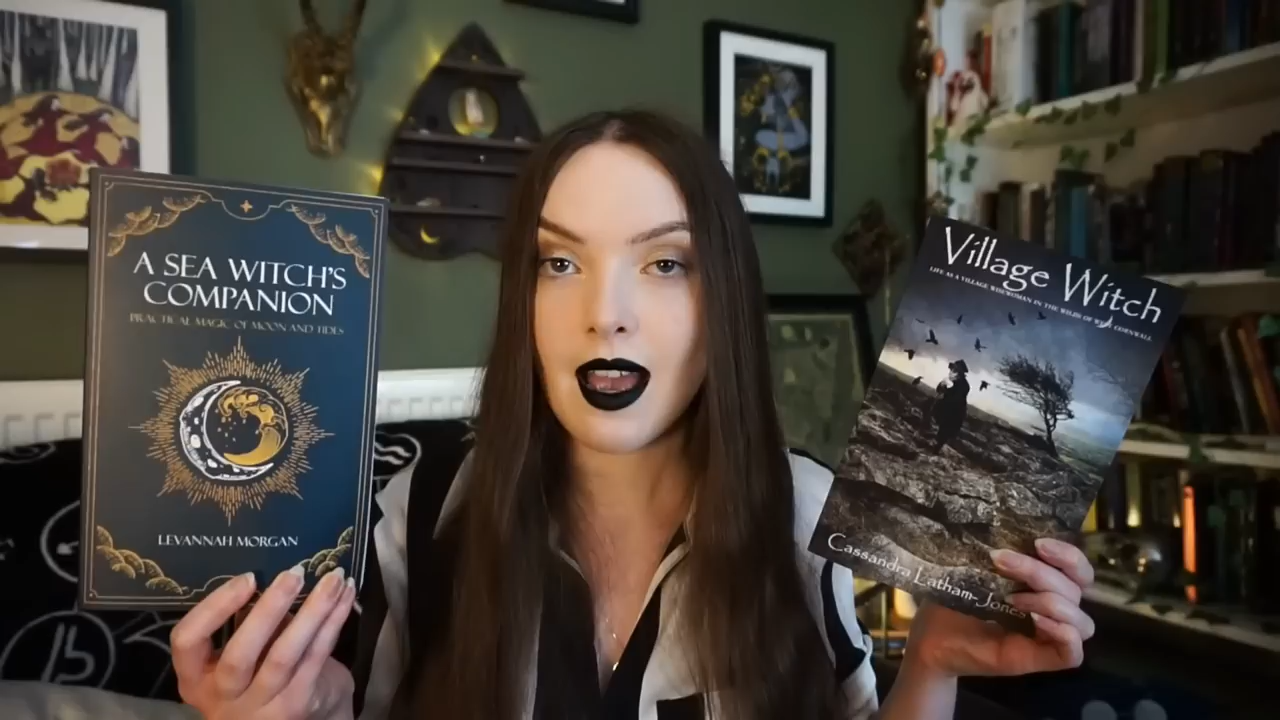 A SEA WITCH'S
COMPANION
PRACTICAL MAGIC OF MOON AND TIDES
LEVANNAH MORGAN
Village Witch
LIFE AS A VILLAGE WISEWOMAN IN THE WILDS OF WEST CORNWALL
Cassandra Latham-Jones